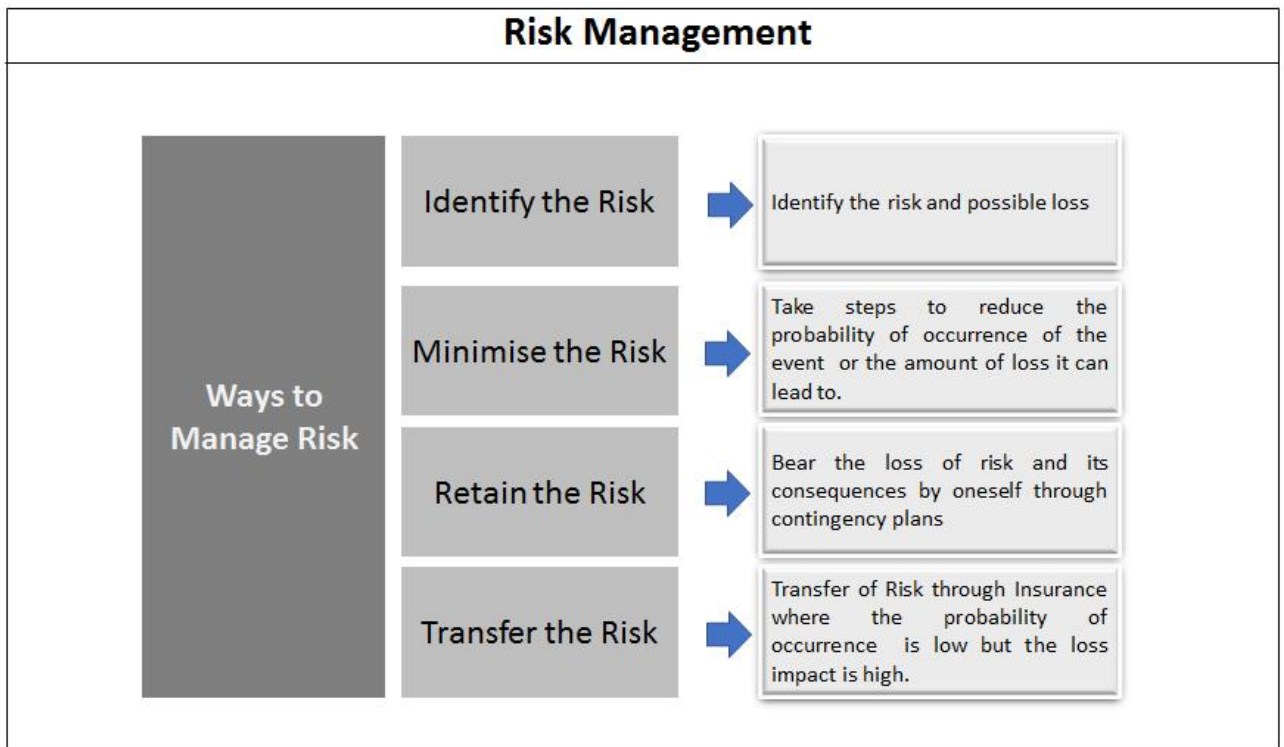 Risk Management
Ways to
Manage Risk
Identify the Risk
Identify the risk and possible loss
Minimise the Risk
Take steps to reduce the
probability of occurrence of the
event or the amount of loss it can
lead to.
Retain the Risk
Bear the loss of risk and its
consequences by oneself through
contingency plans
Transfer the Risk
Transfer of Risk through Insurance
where the probability of
occurrence is low but the loss
impact is high.